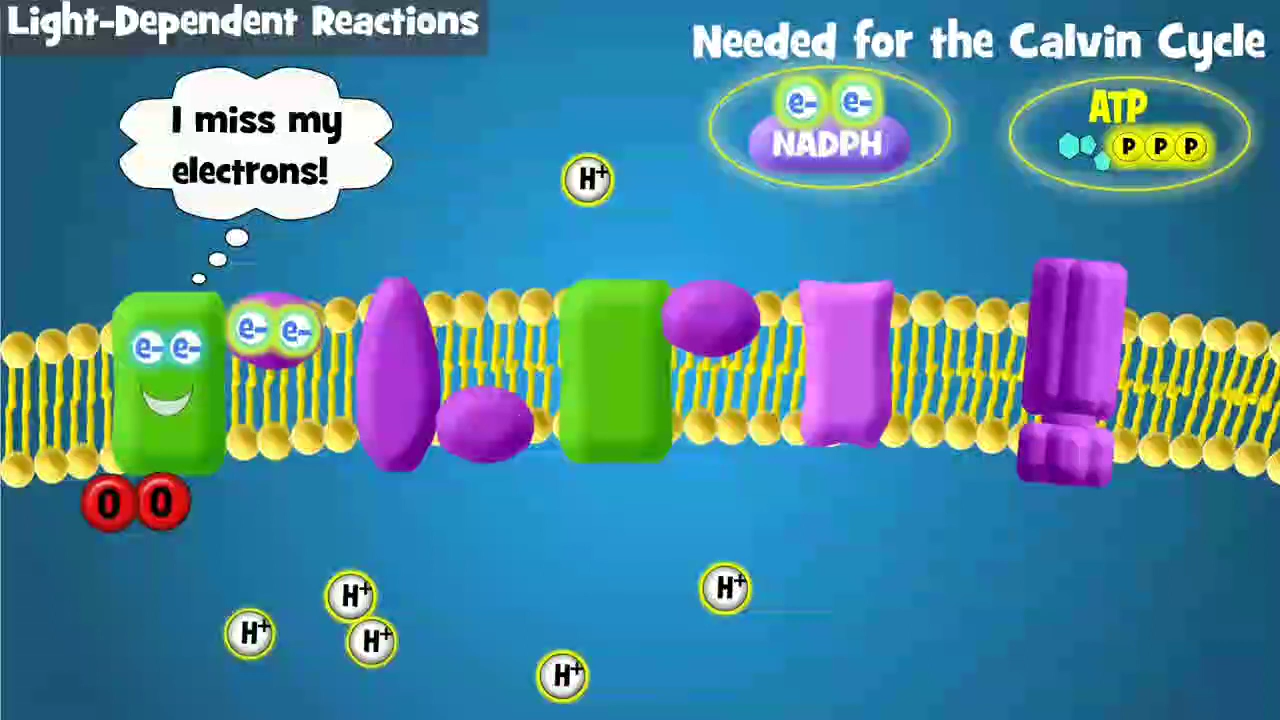 Light-Dependent Reactions
Needed for the Calvin Cycle
I miss my
electrons!
e- e-
NADPH
ATP
P P P
H+
e- e-
e- e-
O O
H+
H+
H+
H+
H+